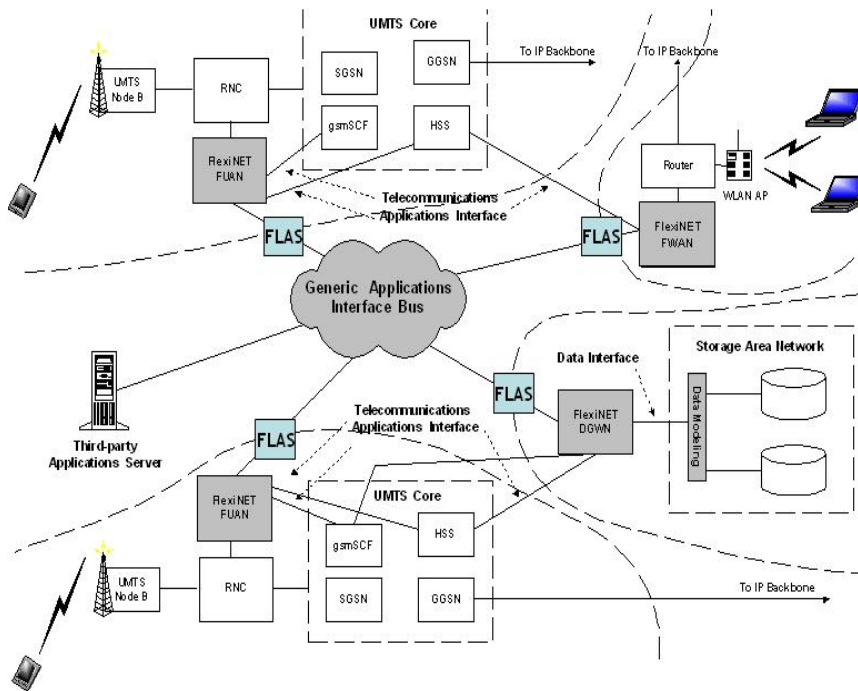 UMTS Core
To IP Backbone
To IP Backbone
UMTS
Node B
RNC
SGSN
GGSN
gsmSCF
HSS
FlexiNET
FUAN
Router
WLAN AP
Telecommunications
Applications Interface
FLAS
FLAS
FlexiNET
FWAN
Generic Applications
Interface Bus
Storage Area Network
Data Interface
FLAS
FlexiNET
DGWN
Data Modeling
Third-party
Applications Server
Telecommunications
Applications Interface
FLAS
FlexiNET
FUAN
UMTS Core
gsmSCF
HSS
UMTS
Node B
RNC
SGSN
GGSN
To IP Backbone